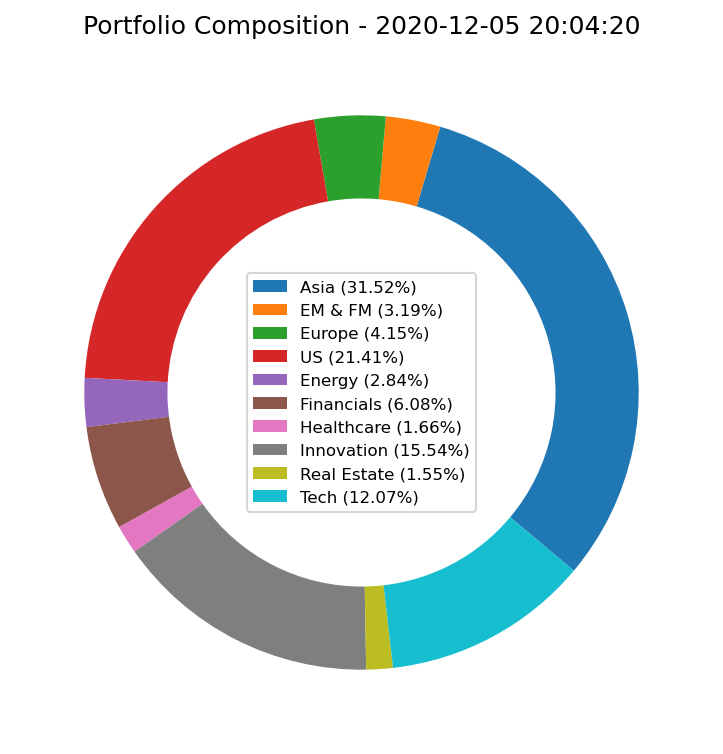 Portfolio Composition - 2020-12-05 20:04:20
Asia (31.52%)
EM & FM (3.19%)
Europe (4.15%)
US (21.41%)
Energy (2.84%)
Financials (6.08%)
Healthcare (1.66%)
Innovation (15.54%)
Real Estate (1.55%)
Tech (12.07%)